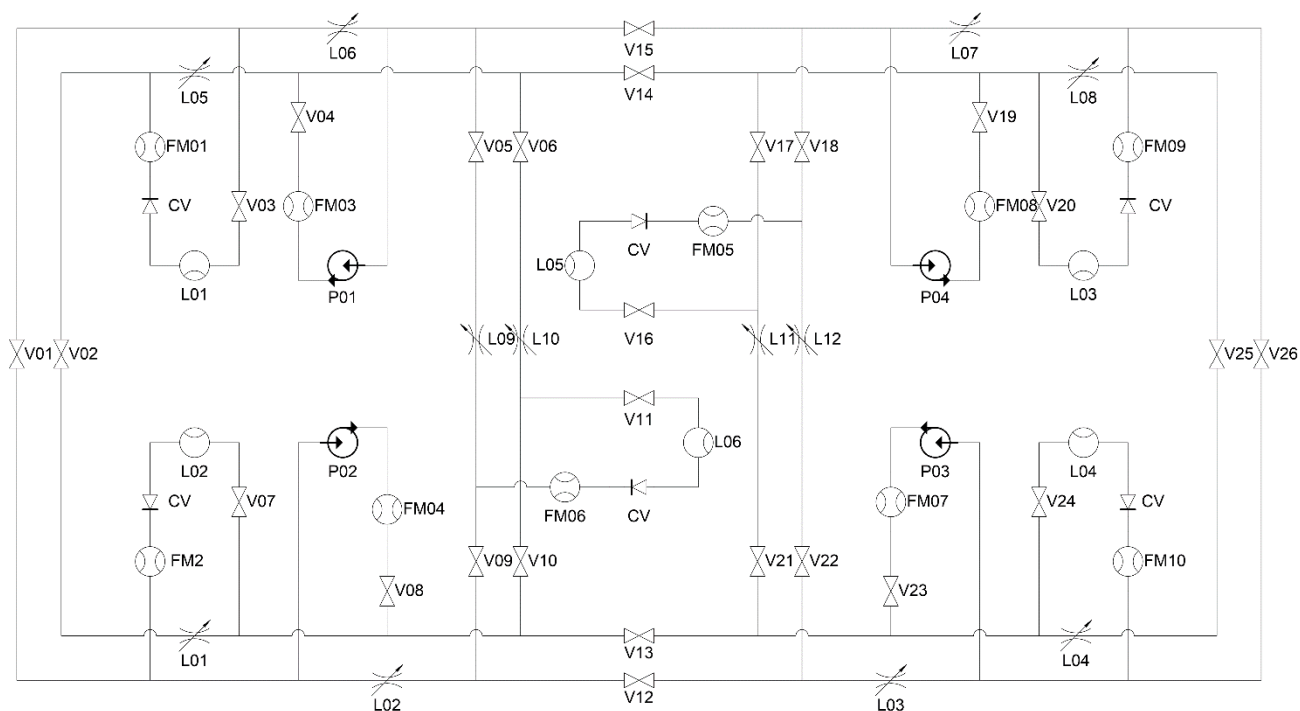 L06
V15
L07
L05
V14
L08
V04
FM01
V05
V06
V17
V18
V19
FM09
CV
V03
FM03
CV
FM05
FM08
V20
CV
L01
P01
L05
P04
L03
V16
V01
V02
L09
L10
L11
L12
V25
V26
V11
L02
P02
L06
P03
L04
CV
V07
FM04
FM06
CV
FM07
V24
CV
FM2
V09
V10
V21
V22
FM10
V08
V23
L01
V13
L04
L02
V12
L03